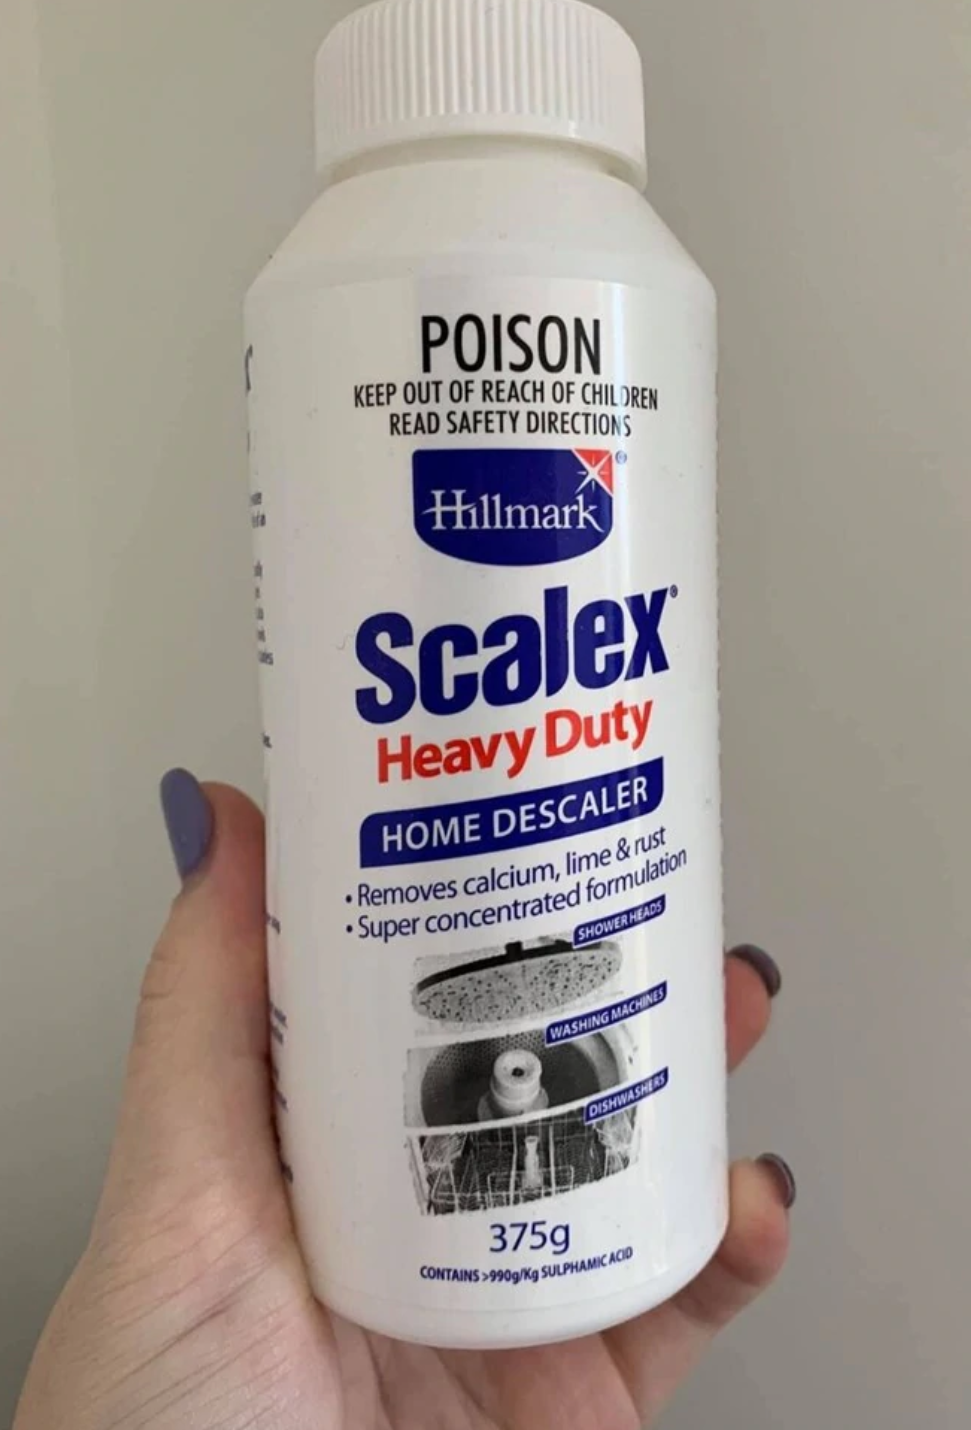 POISON
KEEP OUT OF REACH OF CHILDREN
READ SAFETY DIRECTIONS
Hillmark®
Scalex®
Heavy Duty
HOME DESCALER
• Removes calcium, lime & rust
• Super concentrated formulation
SHOWER HEADS
WASHING MACHINES
DISHWASHERS
375g
CONTAINS >990g/Kg SULPHAMIC ACID